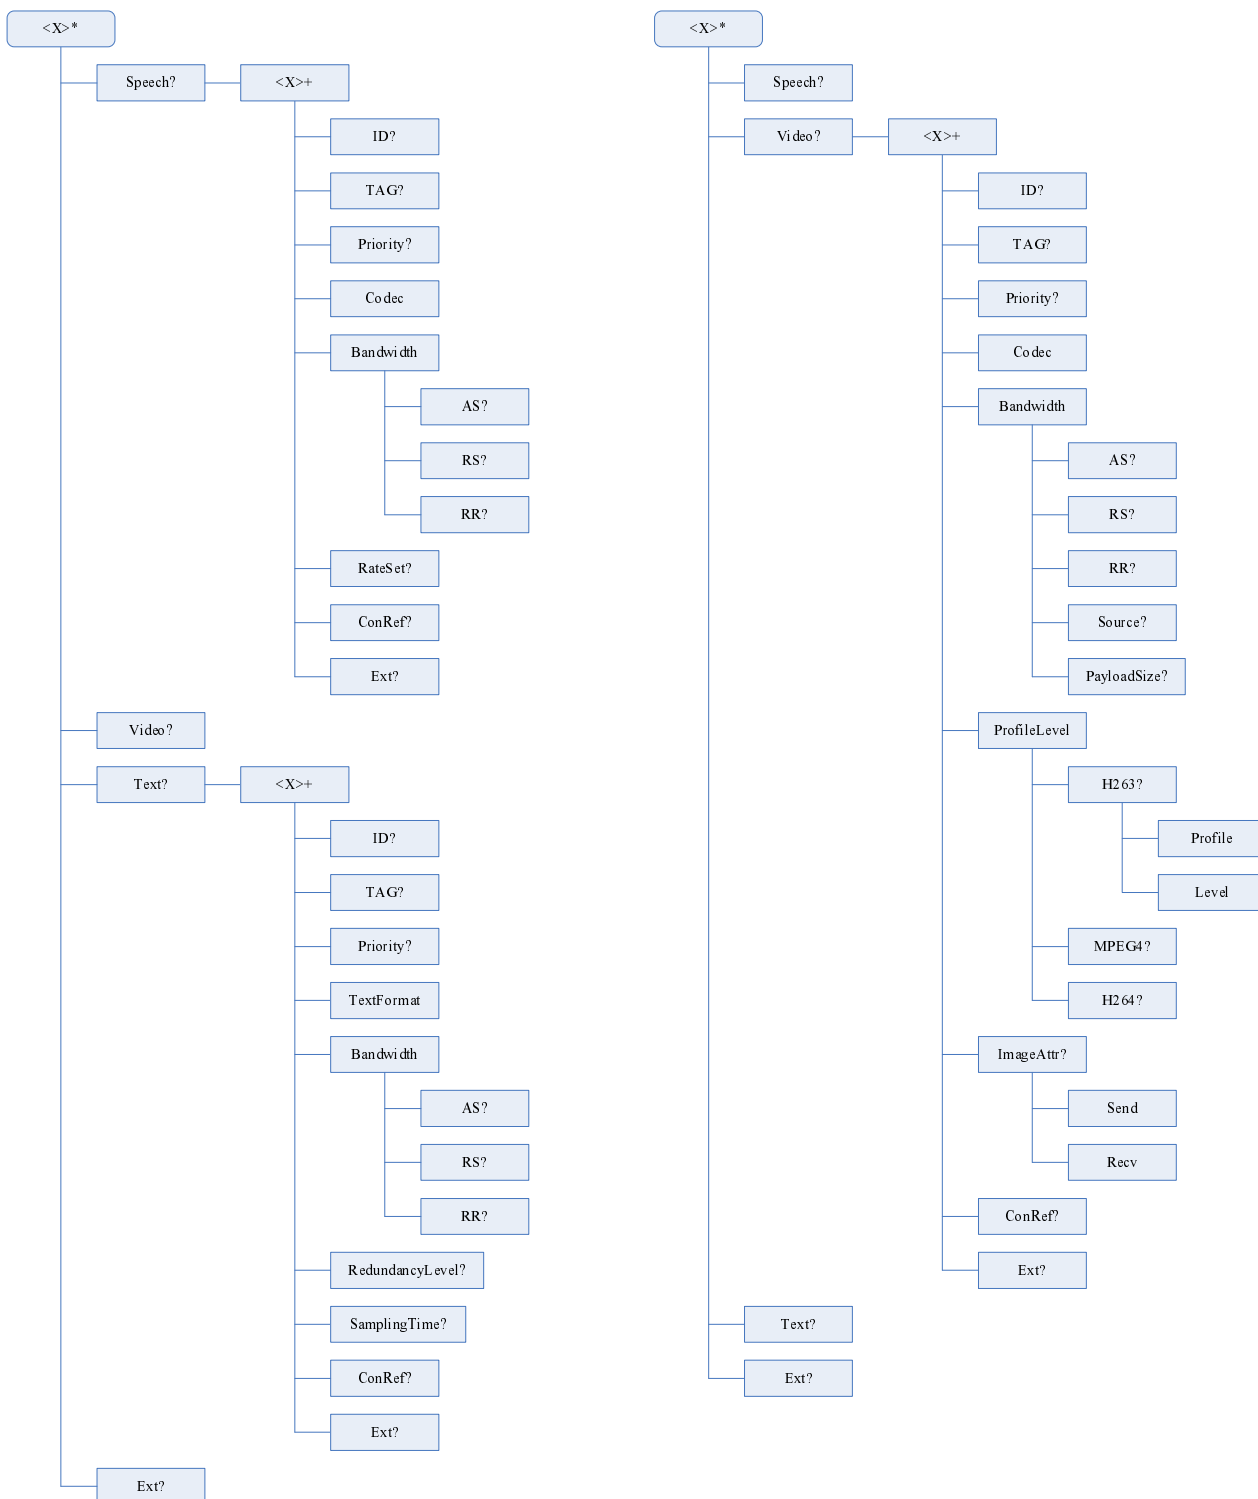 <X>*
Speech?
<X>+
ID?
TAG?
Priority?
Codec
Bandwidth
AS?
RS?
RR?
RateSet?
ConRef?
Ext?
Video?
Text?
<X>+
ID?
TAG?
Priority?
TextFormat
Bandwidth
AS?
RS?
RR?
RedundancyLevel?
SamplingTime?
ConRef?
Ext?
Ext?
<X>*
Speech?
Video?
<X>+
ID?
TAG?
Priority?
Codec
Bandwidth
AS?
RS?
RR?
Source?
PayloadSize?
ProfileLevel
H263?
Profile
Level
MPEG4?
H264?
ImageAttr?
Send
Recv
ConRef?
Ext?
Text?
Ext?